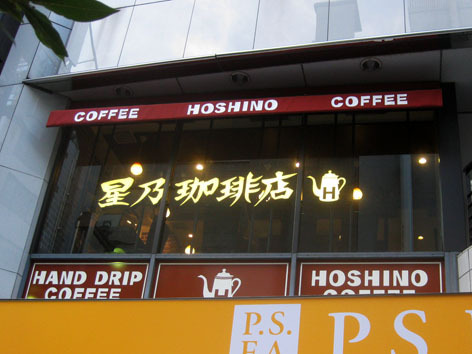 COFFEE HOSHINO COFFEE
星乃珈琲店
HAND DRIP
COFFEE
HOSHINO
COFFEE
P.S.
FA
P.S.